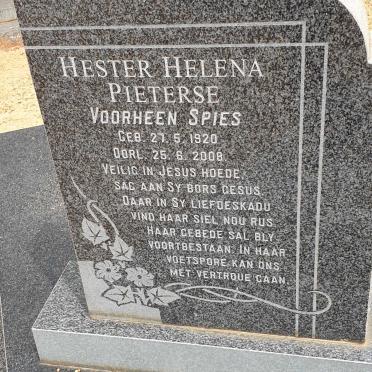 HESTER HELENA
PIETERSE
VOORHEEN SPIES
GEB. 27. 5. 1920
OORL. 25. 6. 2008
VEILIG IN JESUS HOEDE,
SAG AAN SY BORS GESUS
DAAR IN SY LIEFDESKADU
VIND HAAR SIEL NOU RUS
HAAR GEBEDE SAL BLY
VOORTBESTAAN. IN HAAR
VOETSPORE KAN ONS
MET VERTROUE GAAN